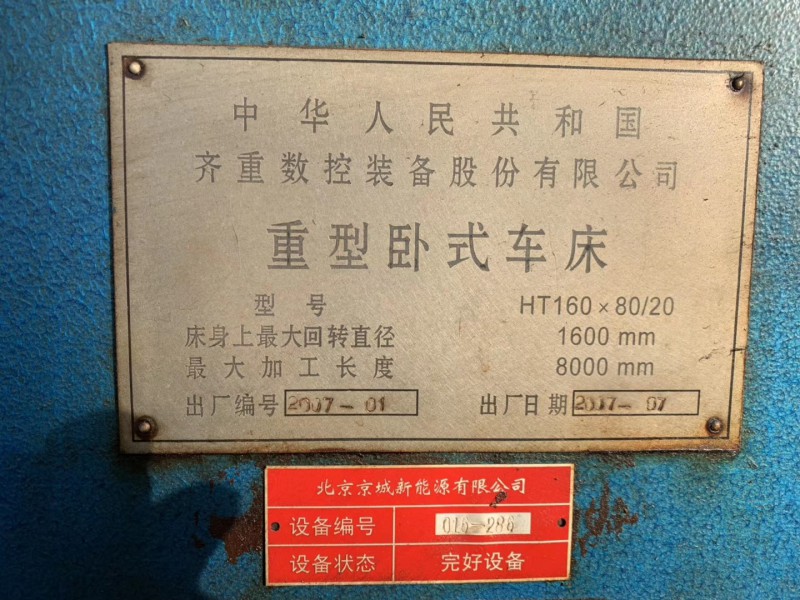 中华人民共和国
齐重数控装备股份有限公司
重型卧式车床
型号 HT160×80/20
床身上最大回转直径 1600 mm
最大加工长度 8000 mm
出厂编号 2007-01 出厂日期 2007-07
北京京城新能源有限公司
设备编号 016-286
设备状态 完好设备